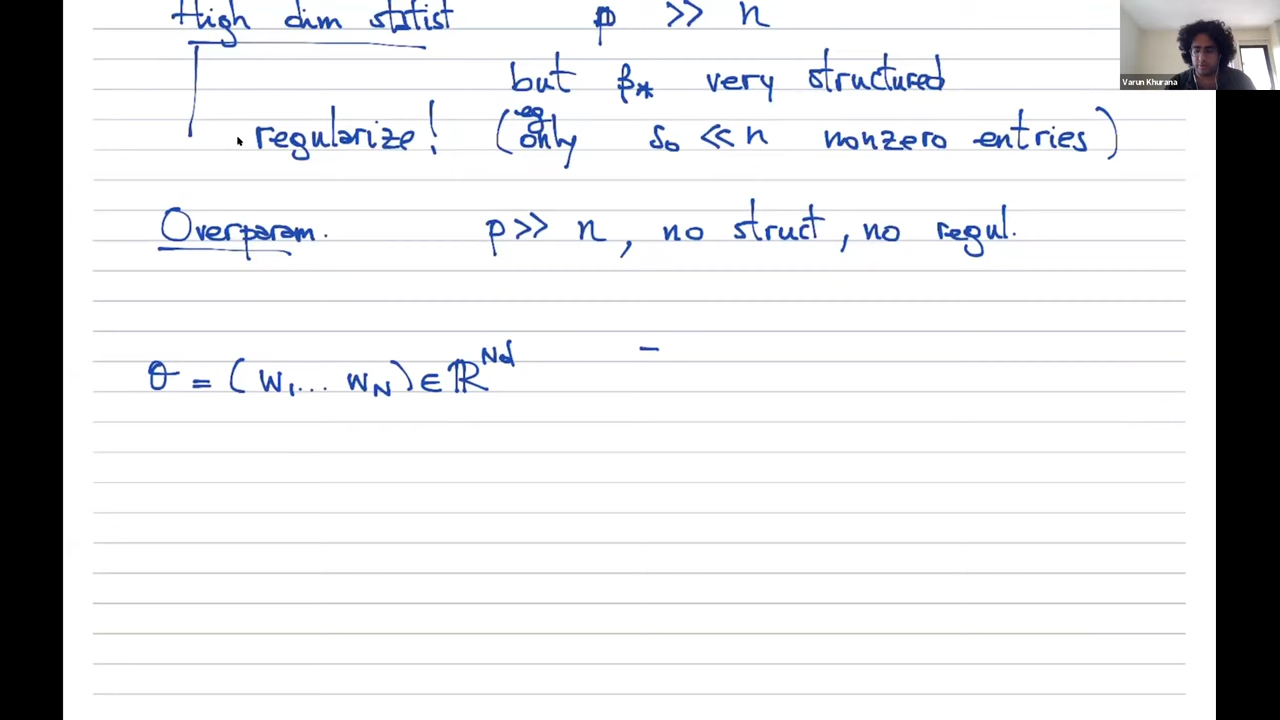 High dim statist p >> n
but β* very structured
regularize! (eg only s₀ << n nonzero entries)
Overparam. p >> n, no struct, no regul.
θ = (w₁... w_N) ∈ ℝ^{Nd}
Varun Khurana